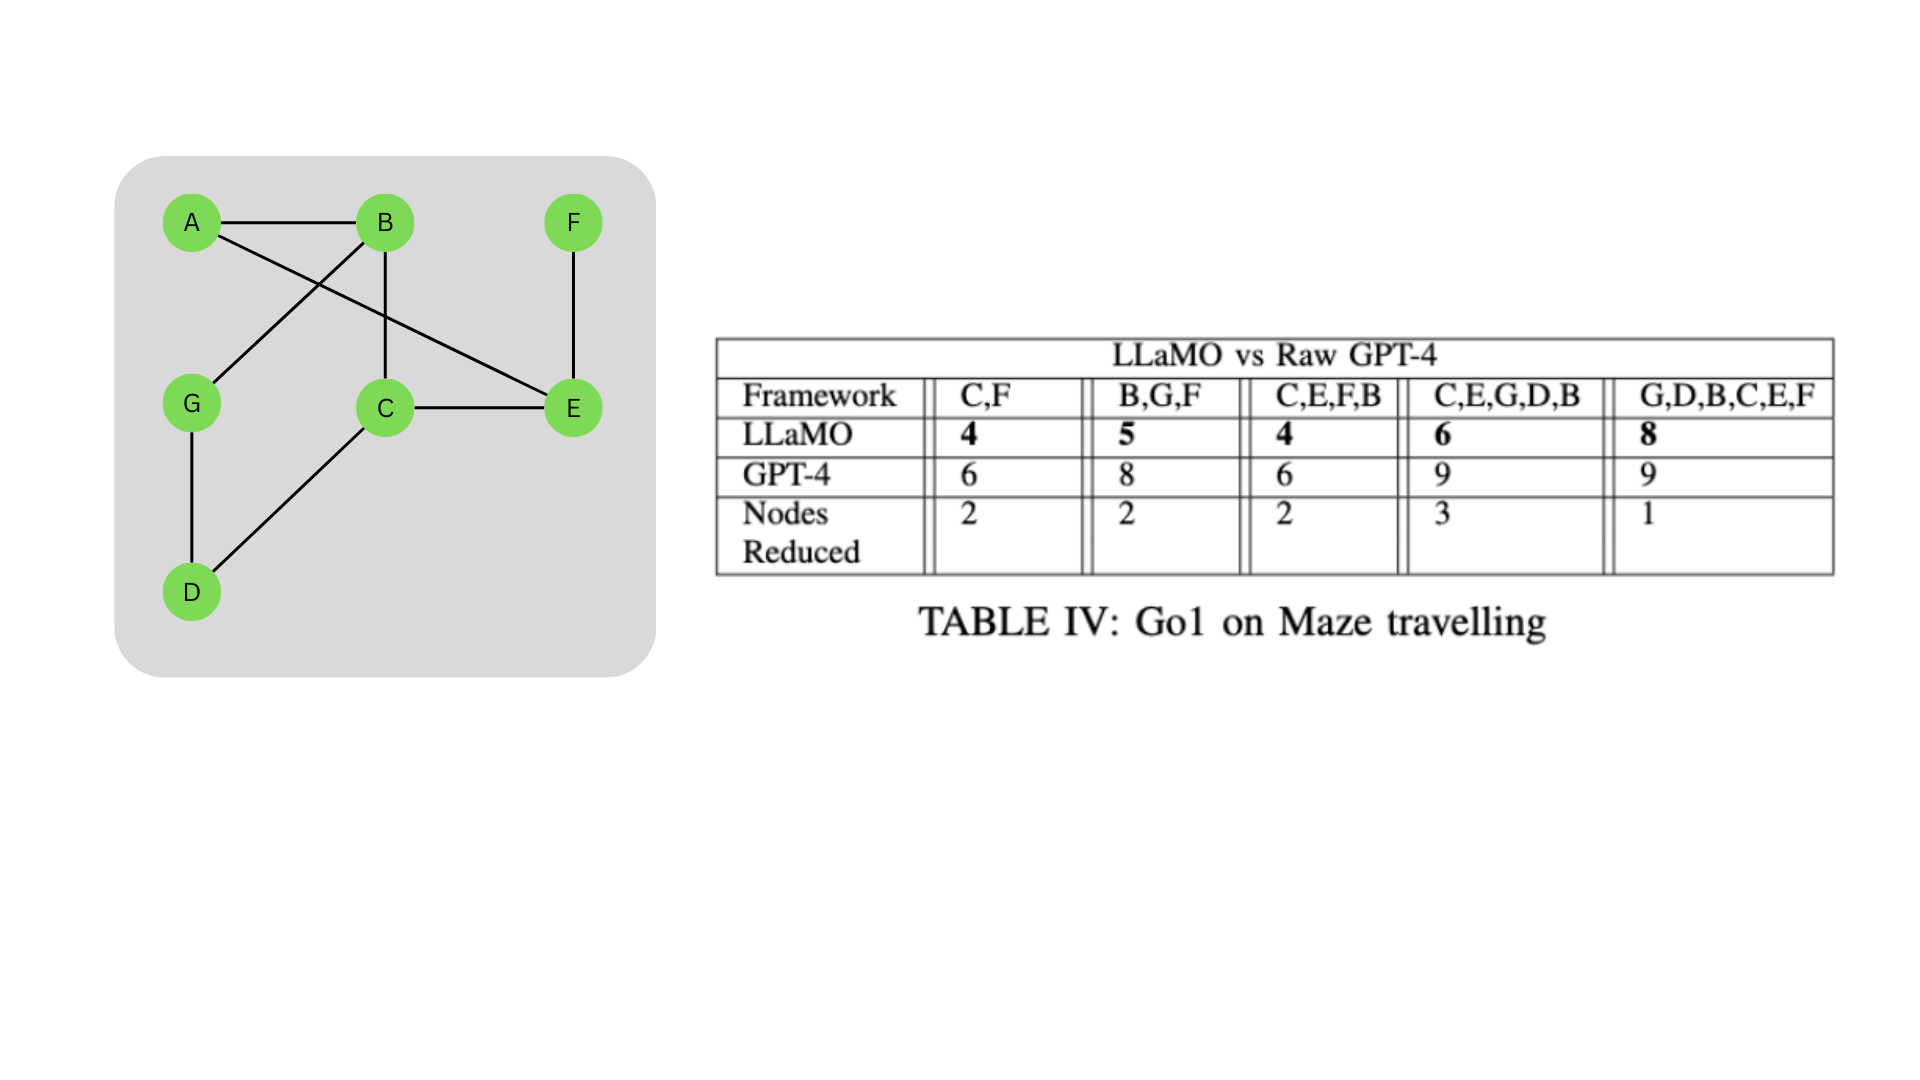 A B F
G C E
D
LLaMO vs Raw GPT-4
Framework C,F B,G,F C,E,F,B C,E,G,D,B G,D,B,C,E,F
LLaMO 4 5 4 6 8
GPT-4 6 8 6 9 9
Nodes 2 2 2 3 1
Reduced
TABLE IV: Go1 on Maze travelling